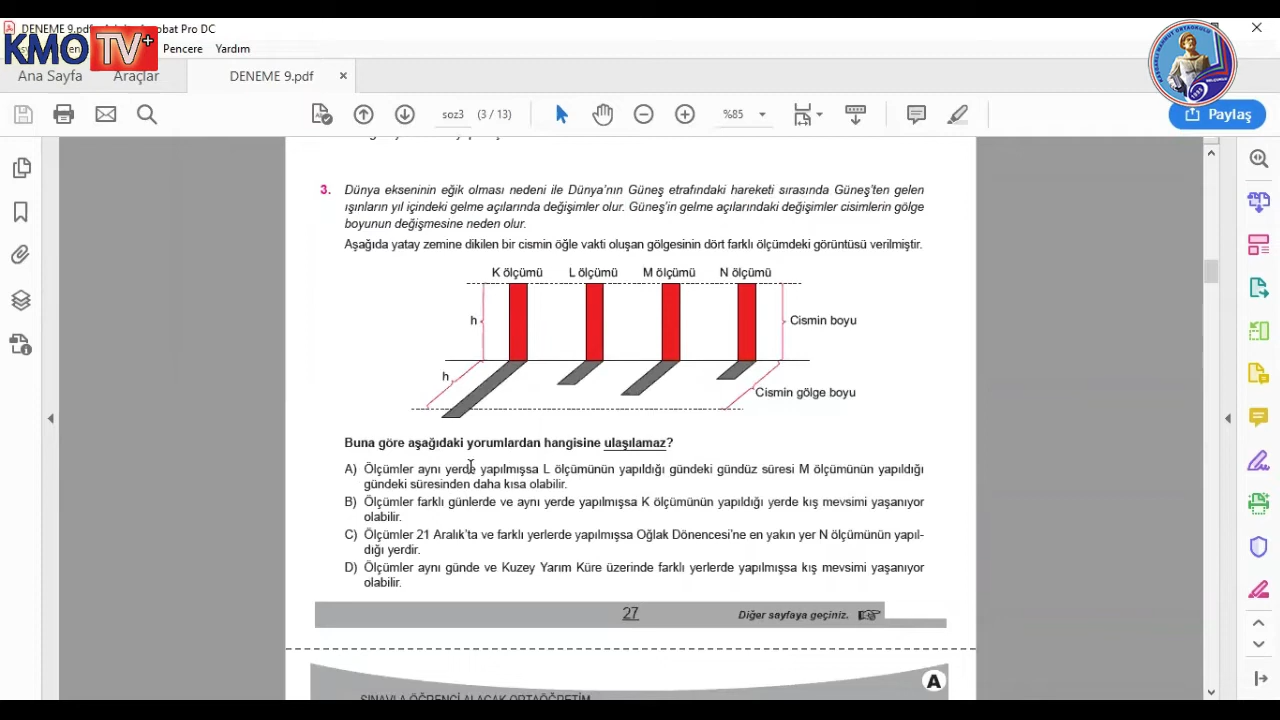 DENEME 9.pdf
obat Pro DC
KMO TV+
Pencere Yardım
Ana Sayfa Araçlar DENEME 9.pdf ×
soz3 (3 / 13) %85
Paylaş
3. Dünya ekseninin eğik olması nedeni ile Dünya'nın Güneş etrafındaki hareketi sırasında Güneş'ten gelen
ışınların yıl içindeki gelme açılarında değişimler olur. Güneş'in gelme açılarındaki değişimler cisimlerin gölge
boyunun değişmesine neden olur.
Aşağıda yatay zemine dikilen bir cismin öğle vakti oluşan gölgesinin dört farklı ölçümdeki görüntüsü verilmiştir.
K ölçümü L ölçümü M ölçümü N ölçümü
h Cismin boyu
h Cismin gölge boyu
Buna göre aşağıdaki yorumlardan hangisine ulaşılamaz?
A) Ölçümler aynı yerde yapılmışsa L ölçümünün yapıldığı gündeki gündüz süresi M ölçümünün yapıldığı
gündeki süresinden daha kısa olabilir.
B) Ölçümler farklı günlerde ve aynı yerde yapılmışsa K ölçümünün yapıldığı yerde kış mevsimi yaşanıyor
olabilir.
C) Ölçümler 21 Aralık'ta ve farklı yerlerde yapılmışsa Oğlak Dönencesi'ne en yakın yer N ölçümünün yapıl-
dığı yerdir.
D) Ölçümler aynı günde ve Kuzey Yarım Küre üzerinde farklı yerlerde yapılmışsa kış mevsimi yaşanıyor
olabilir.
27 Diğer sayfaya geçiniz.
SINAVLA ÖĞRENCİ ALACAK ORTAÖĞRETİM
A